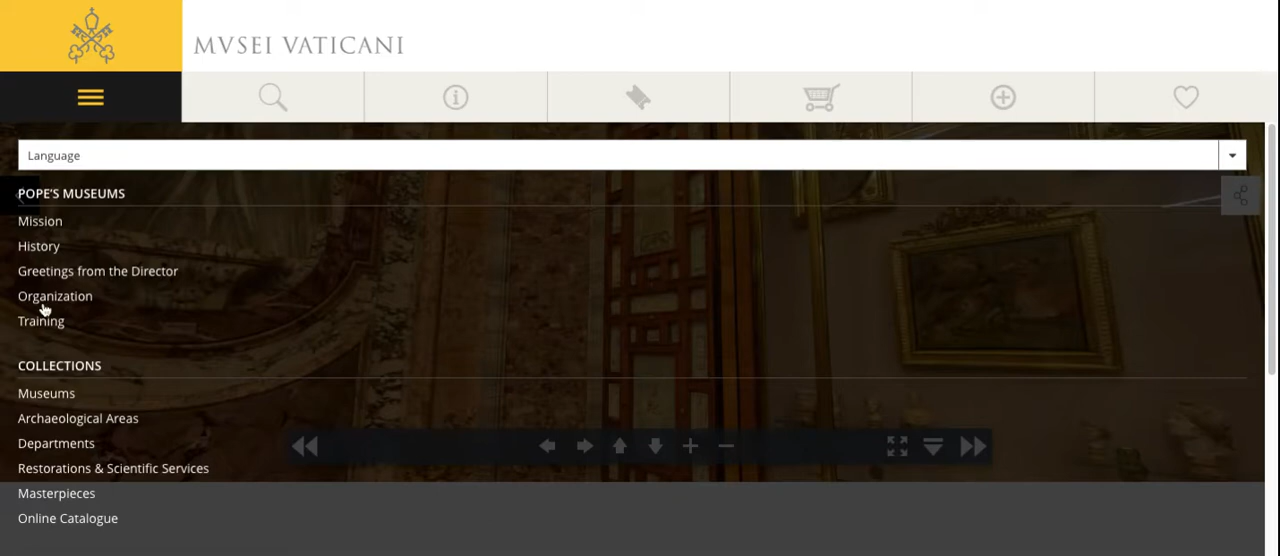 MVSEI VATICANI
Language
POPE'S MUSEUMS
Mission
History
Greetings from the Director
Organization
Training
COLLECTIONS
Museums
Archaeological Areas
Departments
Restorations & Scientific Services
Masterpieces
Online Catalogue